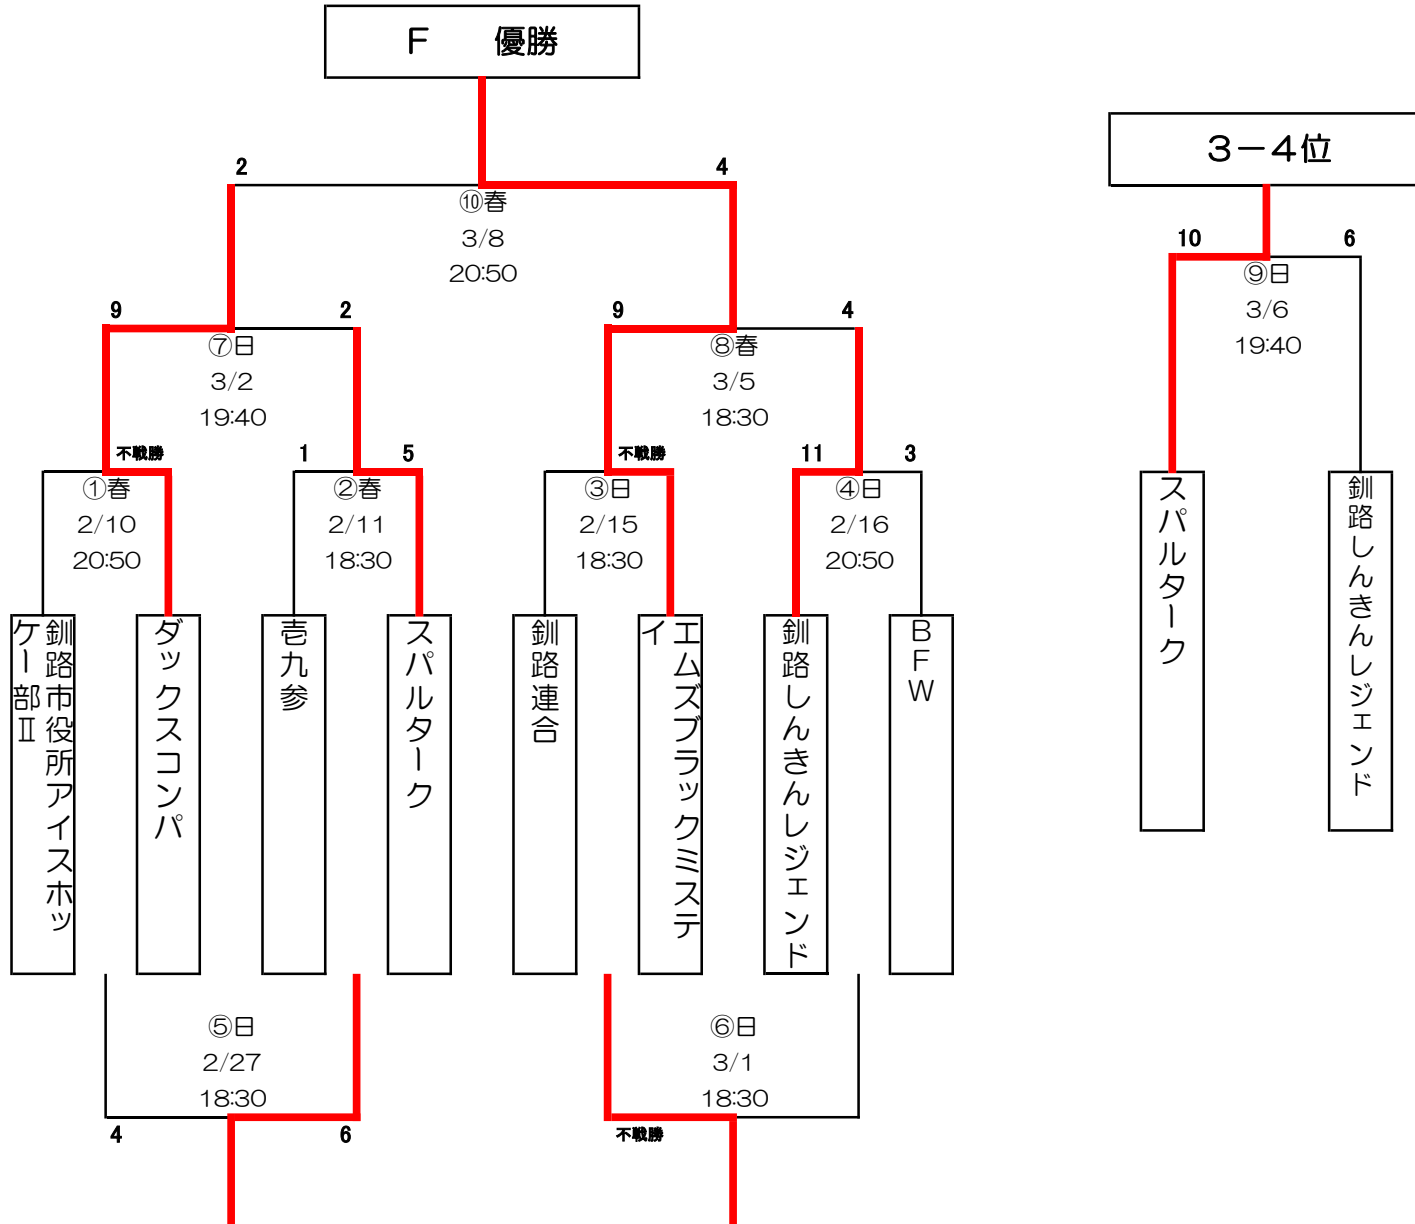 F 優勝
3－4位
2
4
⑩春
3/8
20:50
10
6
⑨日
3/6
19:40
9
2
⑦日
3/2
19:40
9
4
⑧春
3/5
18:30
不戦勝
①春
2/10
20:50
1
5
②春
2/11
18:30
不戦勝
③日
2/15
18:30
11
3
④日
2/16
20:50
スパルターク
釧路しんきんレジェンド
釧路市役所アイスホッ
ケー部Ⅱ
ダックスコンパ
壱九参
スパルターク
釧路連合
エムズブラックミステ
イ
釧路しんきんレジェンド
BFW
⑤日
2/27
18:30
4
6
⑥日
3/1
18:30
不戦勝